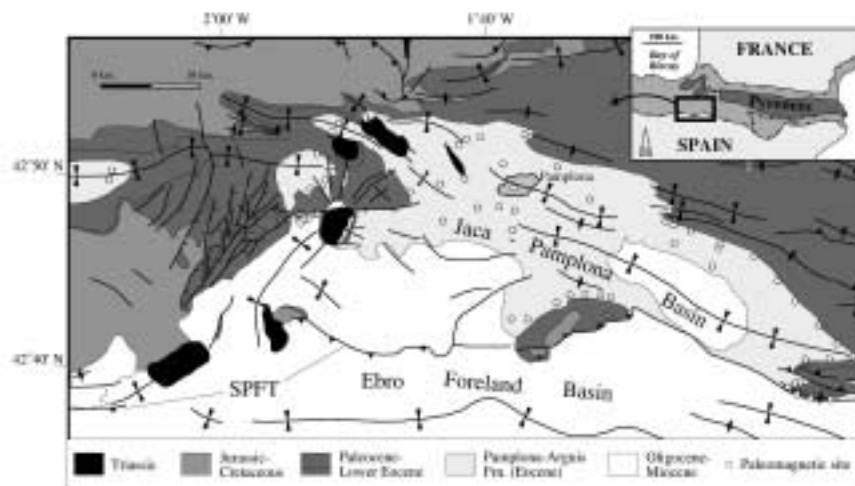 2°00' W
1°40' W
42°50' N
42°40' N
FRANCE
Bay of
Biscay
Pyrenees
SPAIN
Pamplona
Jaca
Pamplona
Basin
SPFT
Ebro Foreland Basin
Triassic
Jurassic-
Cretaceous
Paleocene-
Lower Eocene
Pamplona-Arguis
Fm. (Eocene)
Oligocene-
Miocene
Paleomagnetic site